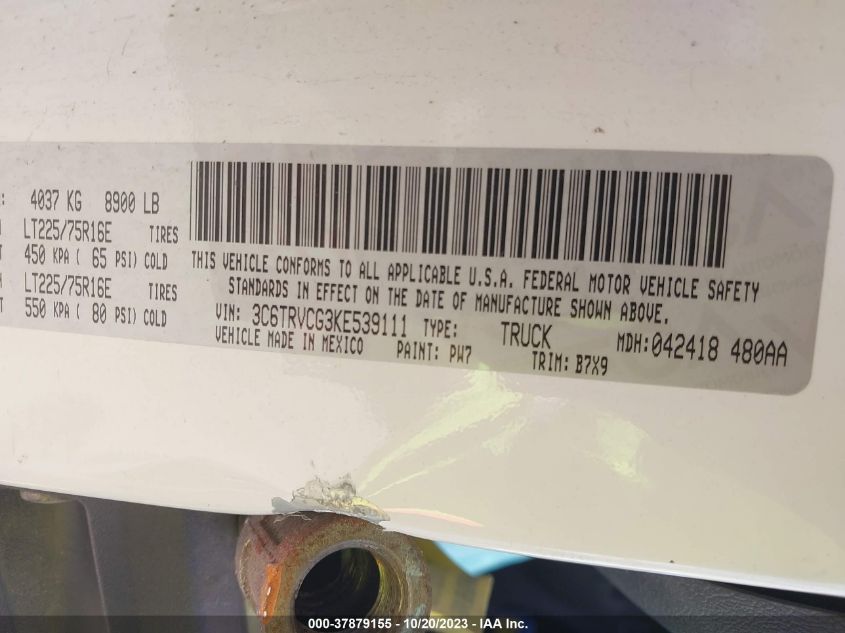 4037 KG 8900 LB
LT225/75R16E TIRES
450 KPA ( 65 PSI) COLD
LT225/75R16E TIRES
550 KPA ( 80 PSI) COLD
THIS VEHICLE CONFORMS TO ALL APPLICABLE U.S.A. FEDERAL MOTOR VEHICLE SAFETY
STANDARDS IN EFFECT ON THE DATE OF MANUFACTURE SHOWN ABOVE.
VIN: 3C6TRVCG3KE539111 TYPE: TRUCK MDH:042418 480AA
VEHICLE MADE IN MEXICO PAINT: PW7 TRIM: B7X9
000-37879155 - 10/20/2023 - IAA Inc.